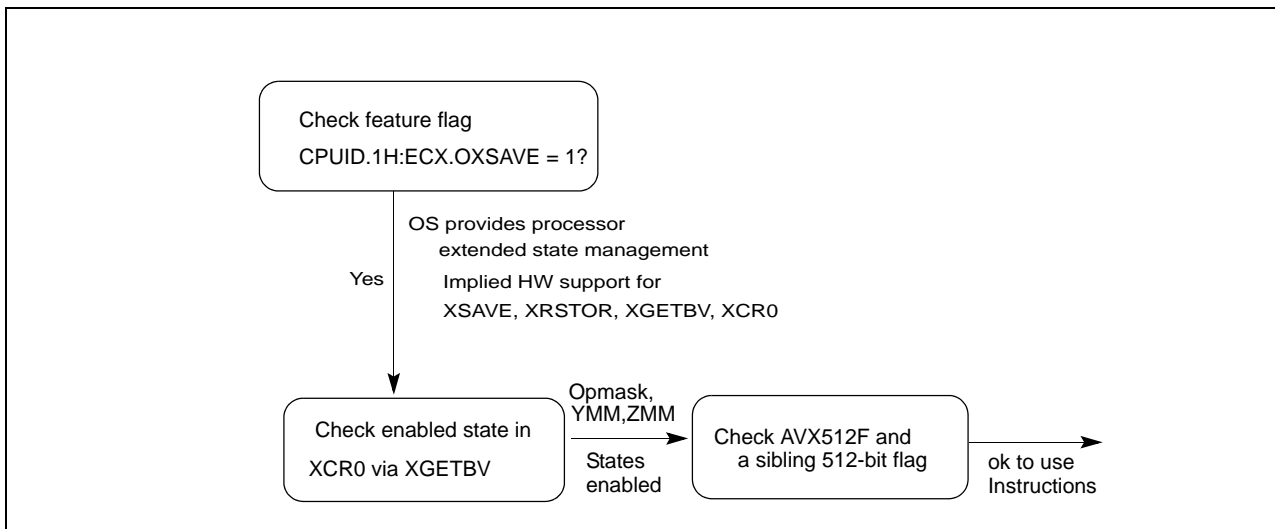 Check feature flag
CPUID.1H:ECX.OXSAVE = 1?
OS provides processor
extended state management
Yes
Implied HW support for
XSAVE, XRSTOR, XGETBV, XCR0
Check enabled state in
XCR0 via XGETBV
Opmask,
YMM,ZMM
States
enabled
Check AVX512F and
a sibling 512-bit flag
ok to use
Instructions